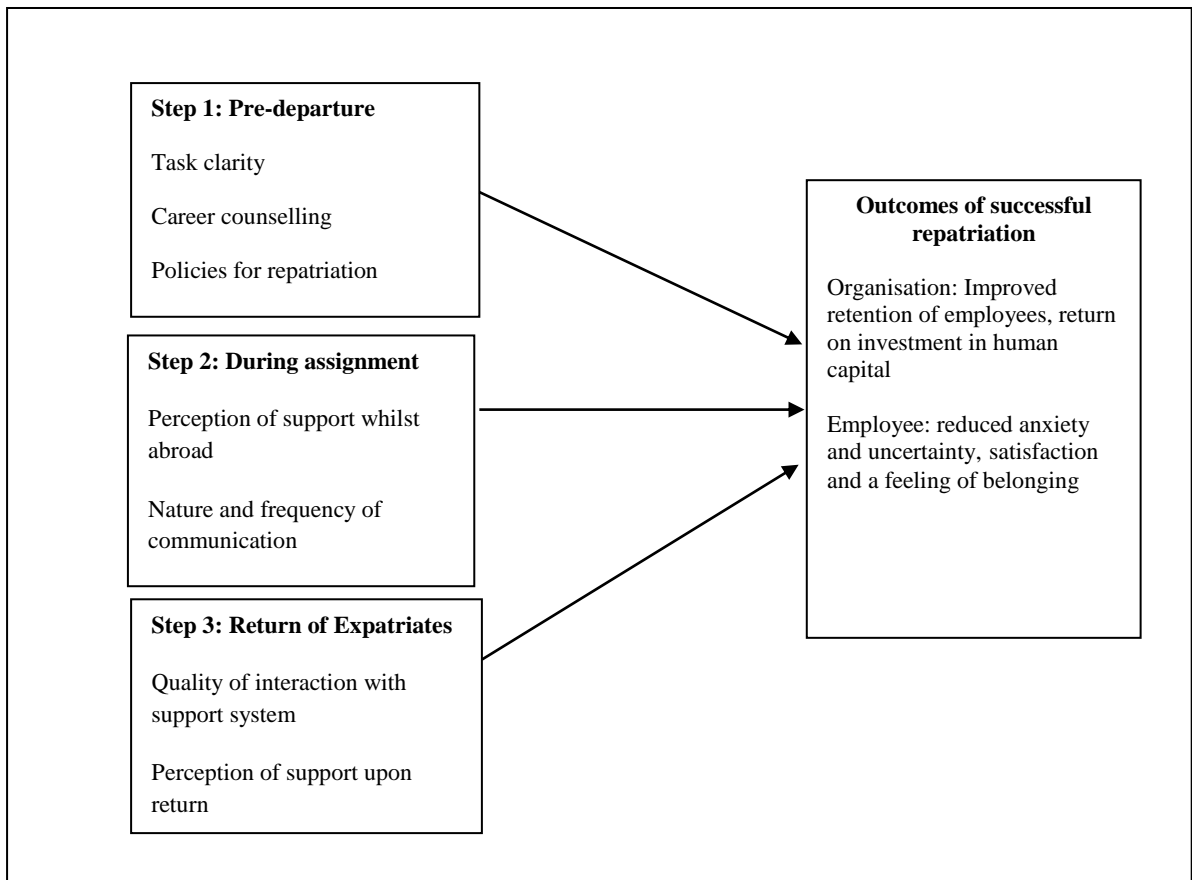 Step 1: Pre-departure
Task clarity
Career counselling
Policies for repatriation
Step 2: During assignment
Perception of support whilst
abroad
Nature and frequency of
communication
Step 3: Return of Expatriates
Quality of interaction with
support system
Perception of support upon
return
Outcomes of successful
repatriation
Organisation: Improved
retention of employees, return
on investment in human
capital
Employee: reduced anxiety
and uncertainty, satisfaction
and a feeling of belonging